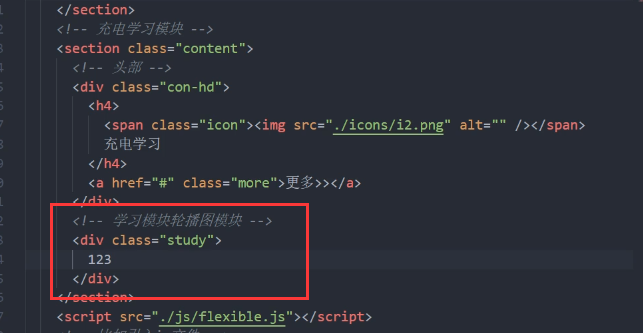 </section>
<!-- 充电学习模块 -->
<section class="content">
<!-- 头部 -->
<div class="con-hd">
<h4>
<span class="icon"><img src="./icons/i2.png" alt="" /></span>
充电学习
</h4>
<a href="#" class="more">更多>></a>
</div>
<!-- 学习模块轮播图模块 -->
<div class="study">
123
</div>
</section>
<script src="./js/flexible.js"></script>